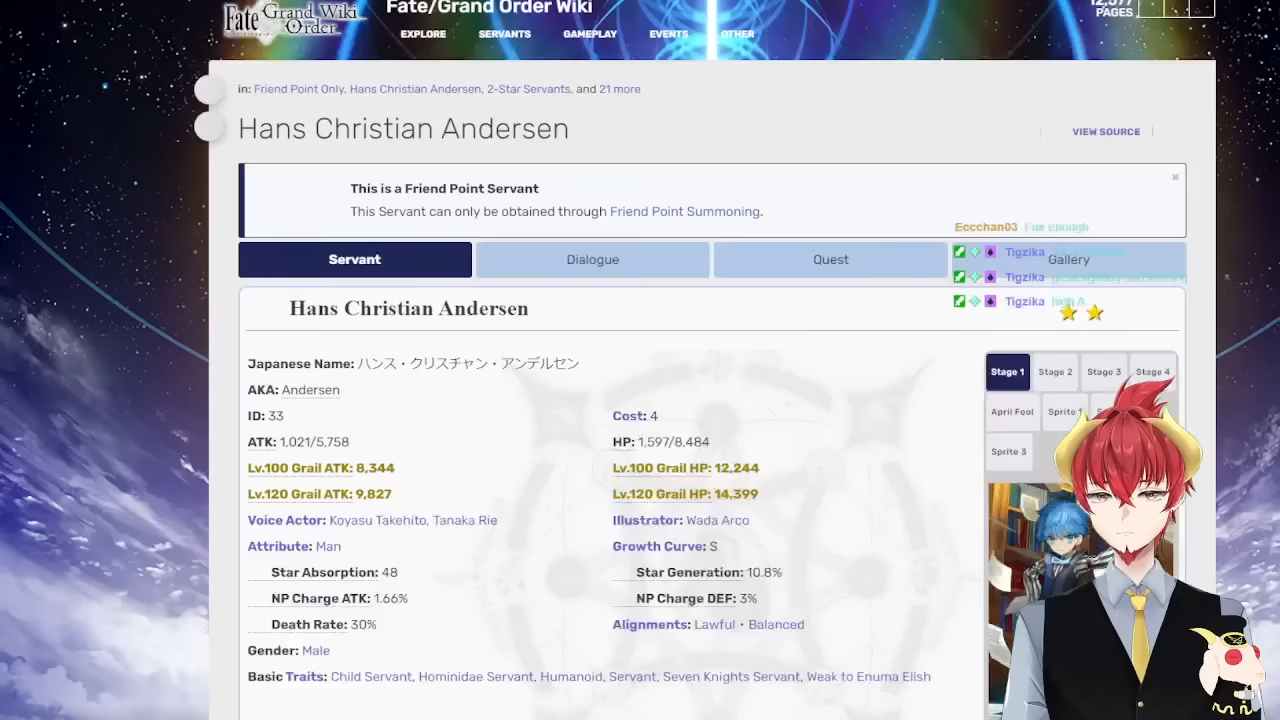 Fate Grand Wiki
Order
Fate/Grand Order Wiki
12,577
PAGES
EXPLORE SERVANTS GAMEPLAY EVENTS OTHER
in: Friend Point Only, Hans Christian Andersen, 2-Star Servants, and 21 more
Hans Christian Andersen
VIEW SOURCE
This is a Friend Point Servant
This Servant can only be obtained through Friend Point Summoning.
Eccchan03 Fair enough
Servant Dialogue Quest Gallery
Tigzika
Tigzika
Tigzika high A
Hans Christian Andersen
Japanese Name: ハンス・クリスチャン・アンデルセン
AKA: Andersen
ID: 33 Cost: 4
ATK: 1,021/5,758 HP: 1,597/8,484
Lv.100 Grail ATK: 8,344 Lv.100 Grail HP: 12,244
Lv.120 Grail ATK: 9,827 Lv.120 Grail HP: 14,399
Voice Actor: Koyasu Takehito, Tanaka Rie Illustrator: Wada Arco
Attribute: Man Growth Curve: S
Star Absorption: 48 Star Generation: 10.8%
NP Charge ATK: 1.66% NP Charge DEF: 3%
Death Rate: 30% Alignments: Lawful・Balanced
Gender: Male
Basic Traits: Child Servant, Hominidae Servant, Humanoid, Servant, Seven Knights Servant, Weak to Enuma Elish
Stage 1 Stage 2 Stage 3 Stage 4
April Fool Sprite 1
Sprite 3